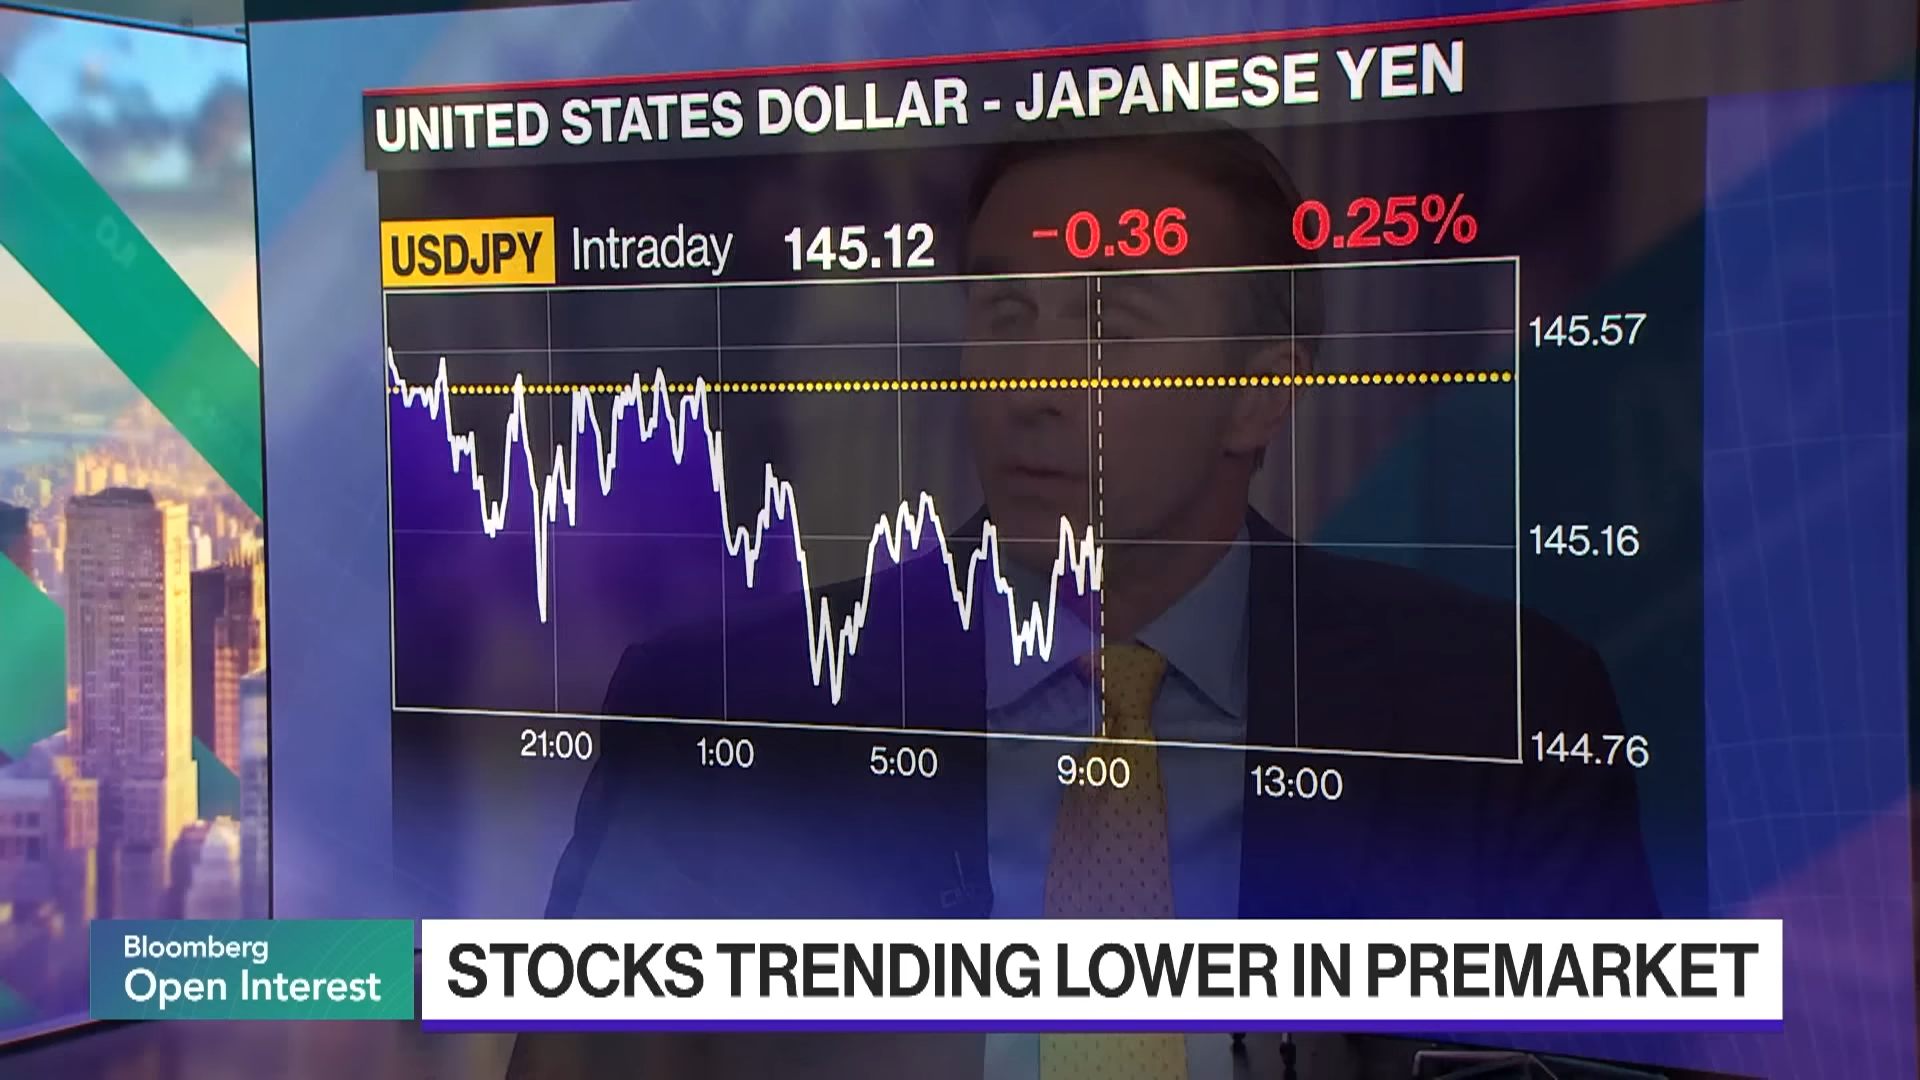 UNITED STATES DOLLAR - JAPANESE YEN
USDJPY Intraday 145.12 -0.36 0.25%
145.57
145.16
144.76
21:00 1:00 5:00 9:00 13:00
Bloomberg
Open Interest
STOCKS TRENDING LOWER IN PREMARKET